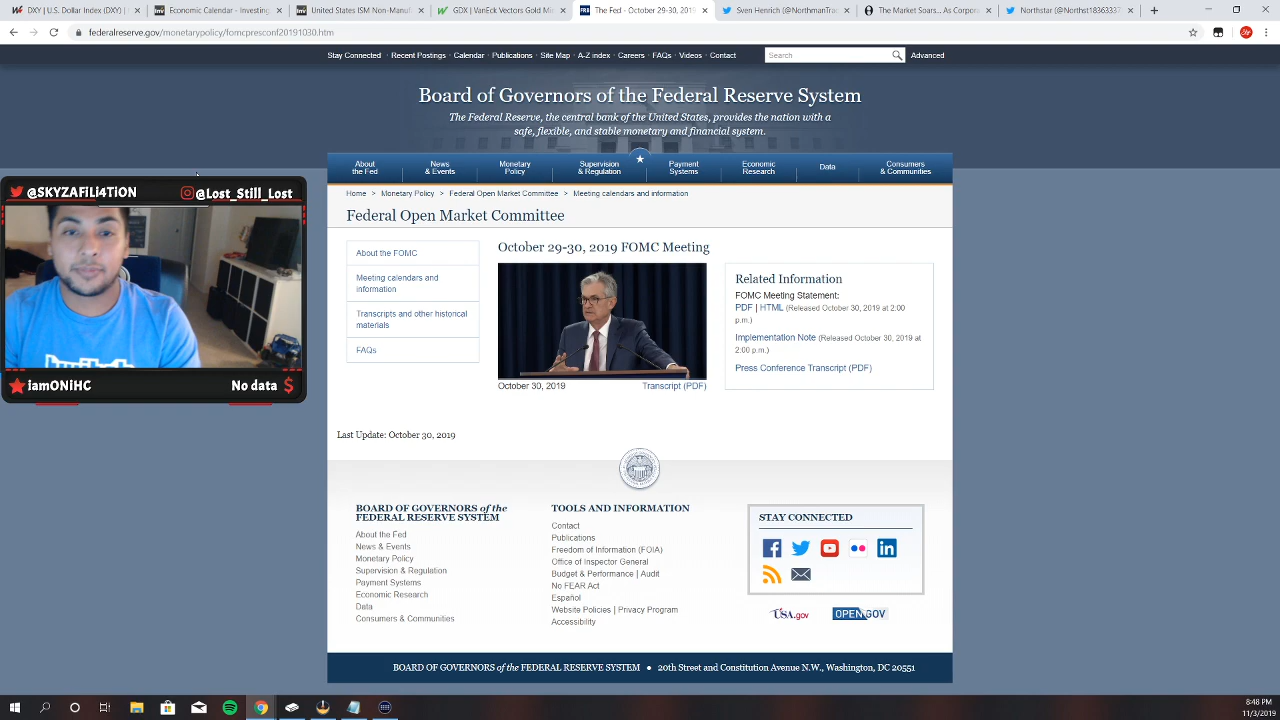 DXY | U.S. Dollar Index (DXY) |
Economic Calendar - Investing
United States ISM Non-Manuf
GDX | VanEck Vectors Gold Min
The Fed - October 29-30, 2019
Sven Henrich (@NorthmanTra
The Market Soars... As Corpora
Northstar (@Northst18363337
federalreserve.gov/monetarypolicy/fomcpresconf20191030.htm
Stay Connected Recent Postings Calendar Publications Site Map A-Z index Careers FAQs Videos Contact Search Advanced
Board of Governors of the Federal Reserve System
The Federal Reserve, the central bank of the United States, provides the nation with a
safe, flexible, and stable monetary and financial system.
About the Fed
News & Events
Monetary Policy
Supervision & Regulation
Payment Systems
Economic Research
Data
Consumers & Communities
@SKYZAFILI4TION @Lost_Still_Lost
iamONiHC No data $
Home > Monetary Policy > Federal Open Market Committee > Meeting calendars and information
Federal Open Market Committee
About the FOMC
Meeting calendars and
information
Transcripts and other historical
materials
FAQs
October 29-30, 2019 FOMC Meeting
October 30, 2019 Transcript (PDF)
Related Information
FOMC Meeting Statement:
PDF | HTML (Released October 30, 2019 at 2:00
p.m.)
Implementation Note (Released October 30, 2019 at
2:00 p.m.)
Press Conference Transcript (PDF)
Last Update: October 30, 2019
BOARD OF GOVERNORS of the
FEDERAL RESERVE SYSTEM
About the Fed
News & Events
Monetary Policy
Supervision & Regulation
Payment Systems
Economic Research
Data
Consumers & Communities
TOOLS AND INFORMATION
Contact
Publications
Freedom of Information (FOIA)
Office of Inspector General
Budget & Performance | Audit
No FEAR Act
Español
Website Policies | Privacy Program
Accessibility
STAY CONNECTED
USA.gov OPEN GOV
BOARD OF GOVERNORS of the FEDERAL RESERVE SYSTEM ● 20th Street and Constitution Avenue N.W., Washington, DC 20551
8:48 PM
11/3/2019